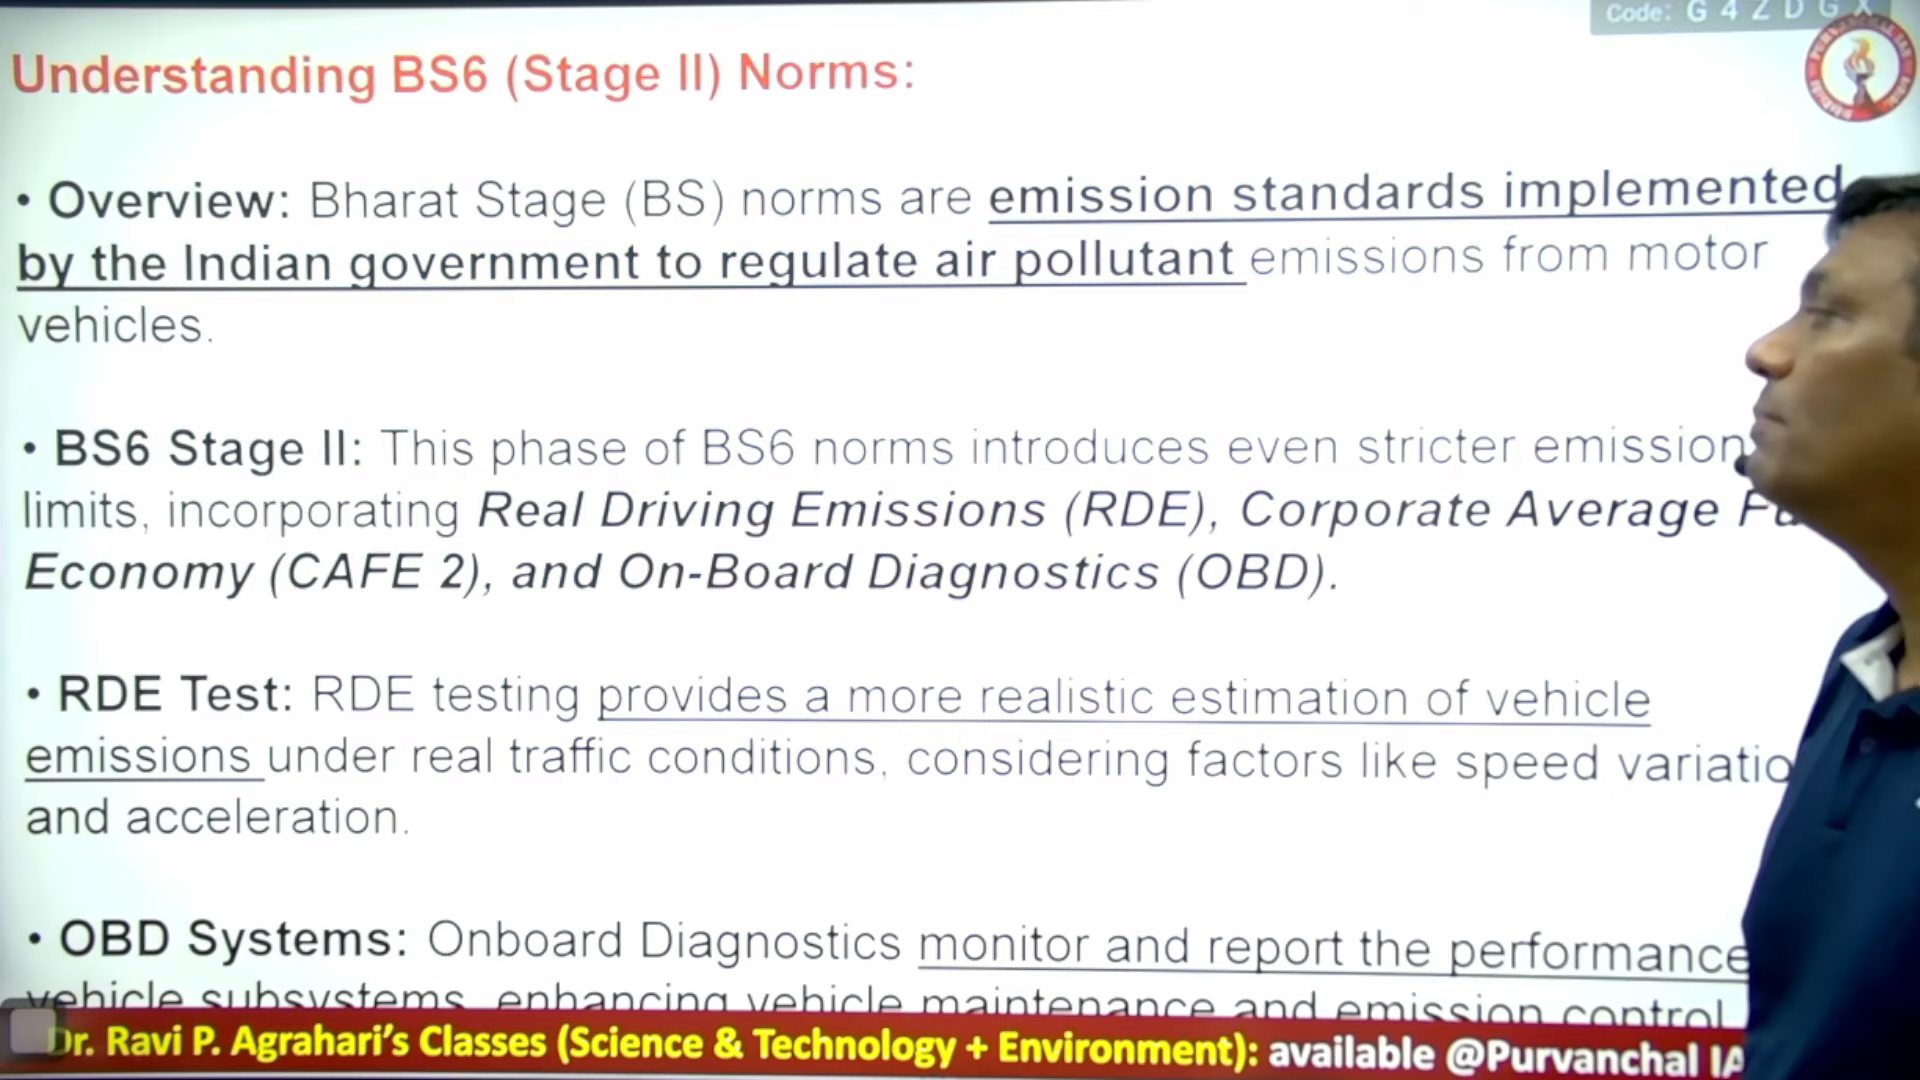 Code: G 4 Z D G X
Understanding BS6 (Stage II) Norms:
• Overview: Bharat Stage (BS) norms are emission standards implemented
by the Indian government to regulate air pollutant emissions from motor
vehicles.
• BS6 Stage II: This phase of BS6 norms introduces even stricter emission
limits, incorporating Real Driving Emissions (RDE), Corporate Average
Economy (CAFE 2), and On-Board Diagnostics (OBD).
• RDE Test: RDE testing provides a more realistic estimation of vehicle
emissions under real traffic conditions, considering factors like speed variatio
and acceleration.
• OBD Systems: Onboard Diagnostics monitor and report the performance
vehicle subsystems, enhancing vehicle maintenance and emission control
Dr. Ravi P. Agrahari's Classes (Science & Technology + Environment): available @Purvanchal IA